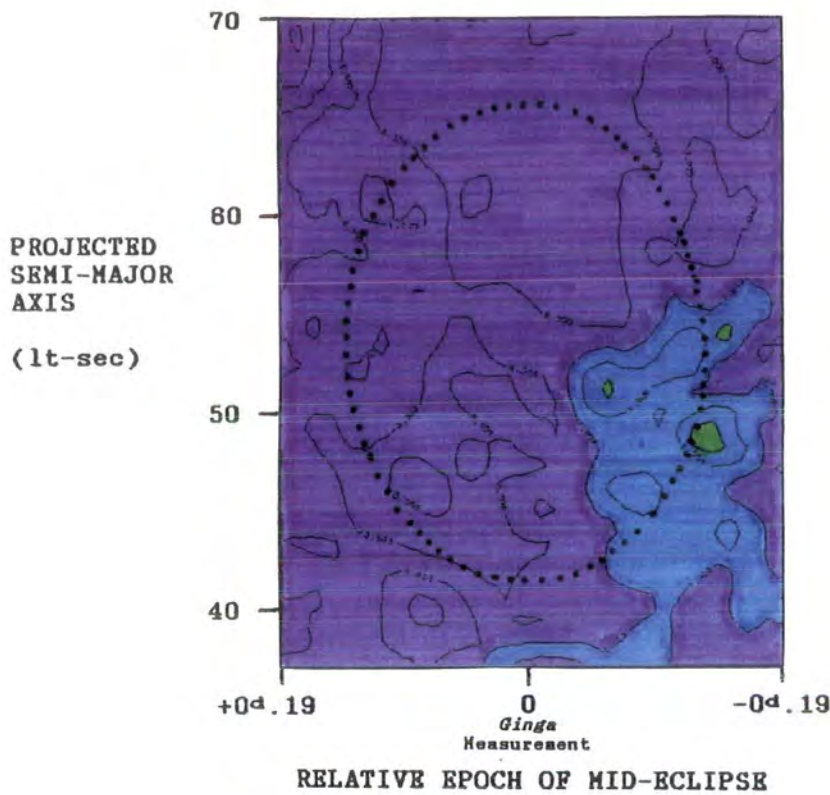 70
60
PROJECTED
SEMI-MAJOR
AXIS
(lt-sec)
50
40
+0d.19
0
-0d.19
Ginga
Measurement
RELATIVE EPOCH OF MID-ECLIPSE